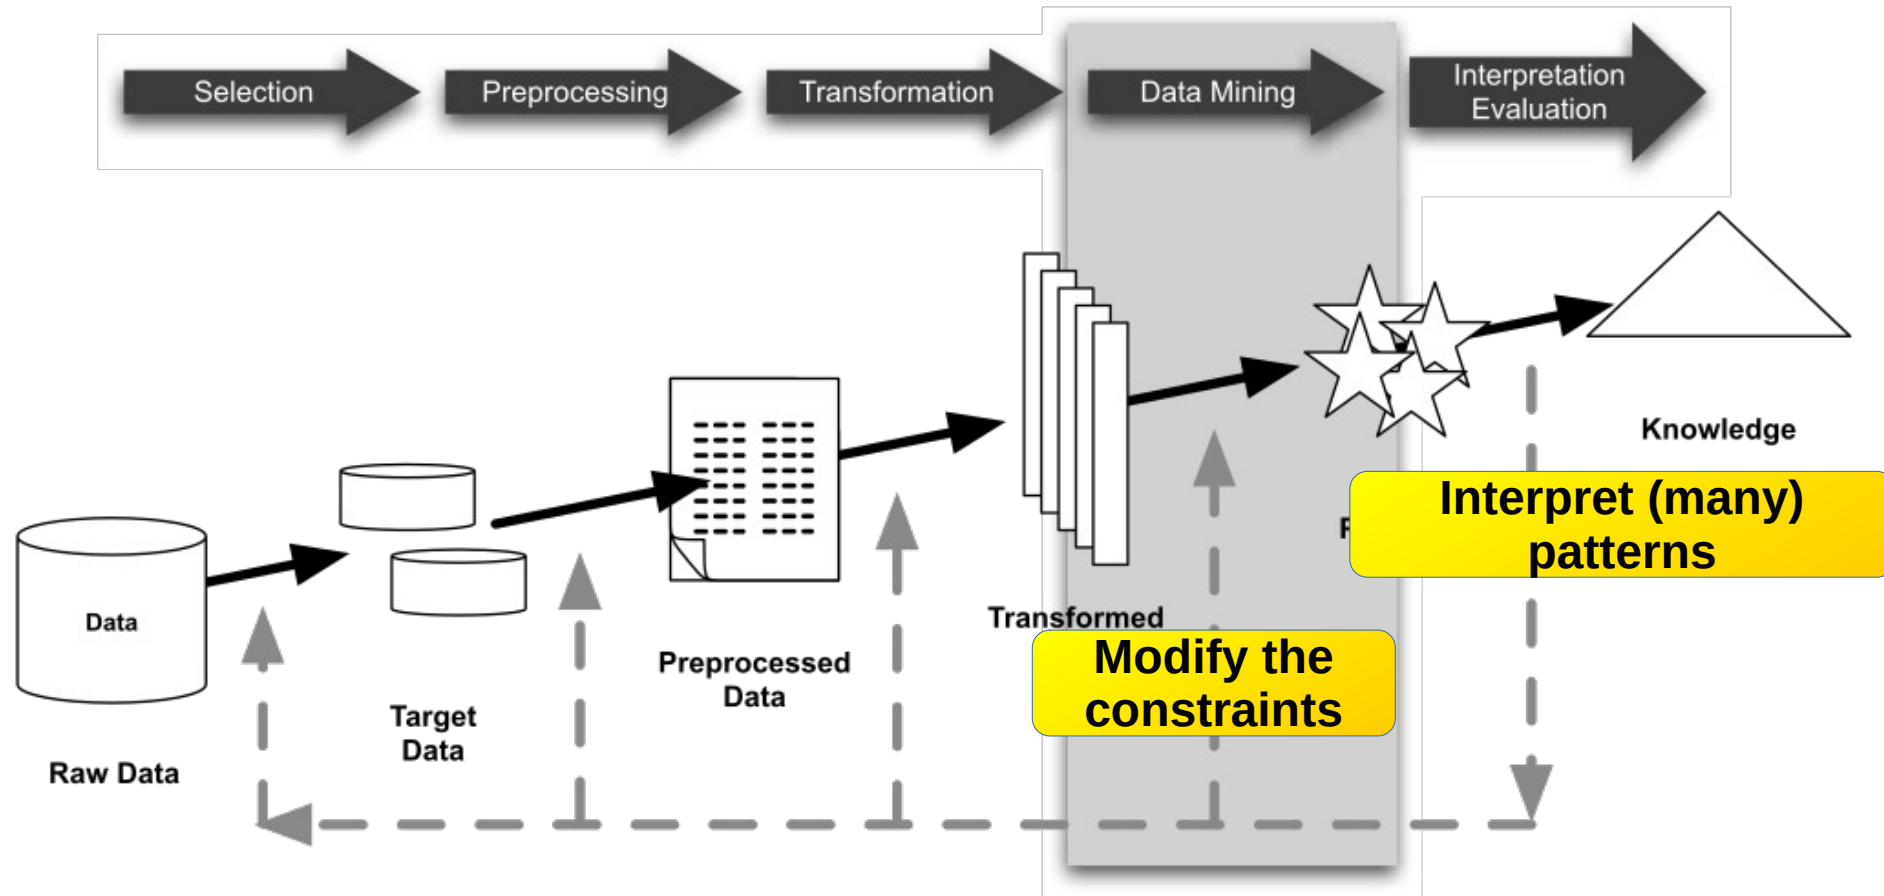 Selection
Preprocessing
Transformation
Data Mining
Interpretation
Evaluation
Knowledge
Interpret (many)
patterns
Data
Transformed
Modify the
constraints
Preprocessed
Data
Target
Data
Raw Data